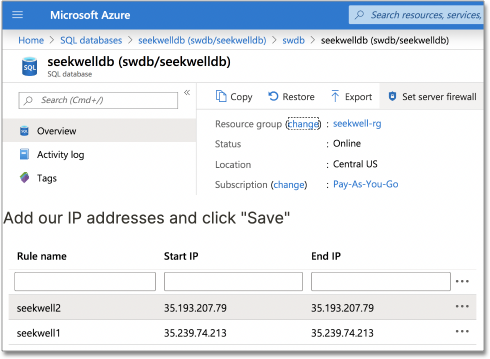 Microsoft Azure
Search resources, services,
Home > SQL databases > seekwelldb (swdb/seekwelldb) > swdb > seekwelldb (swdb/seekwelldb)
SQL
seekwelldb (swdb/seekwelldb)
SQL database
Search (Cmd+/)
«
Copy Restore Export Set server firewall
SQL Overview
Activity log
Tags
Resource group (change) : seekwell-rg
Status : Online
Location : Central US
Subscription (change) : Pay-As-You-Go
Add our IP addresses and click "Save"
Rule name Start IP End IP
...
seekwell2 35.193.207.79 35.193.207.79 ...
seekwell1 35.239.74.213 35.239.74.213 ...